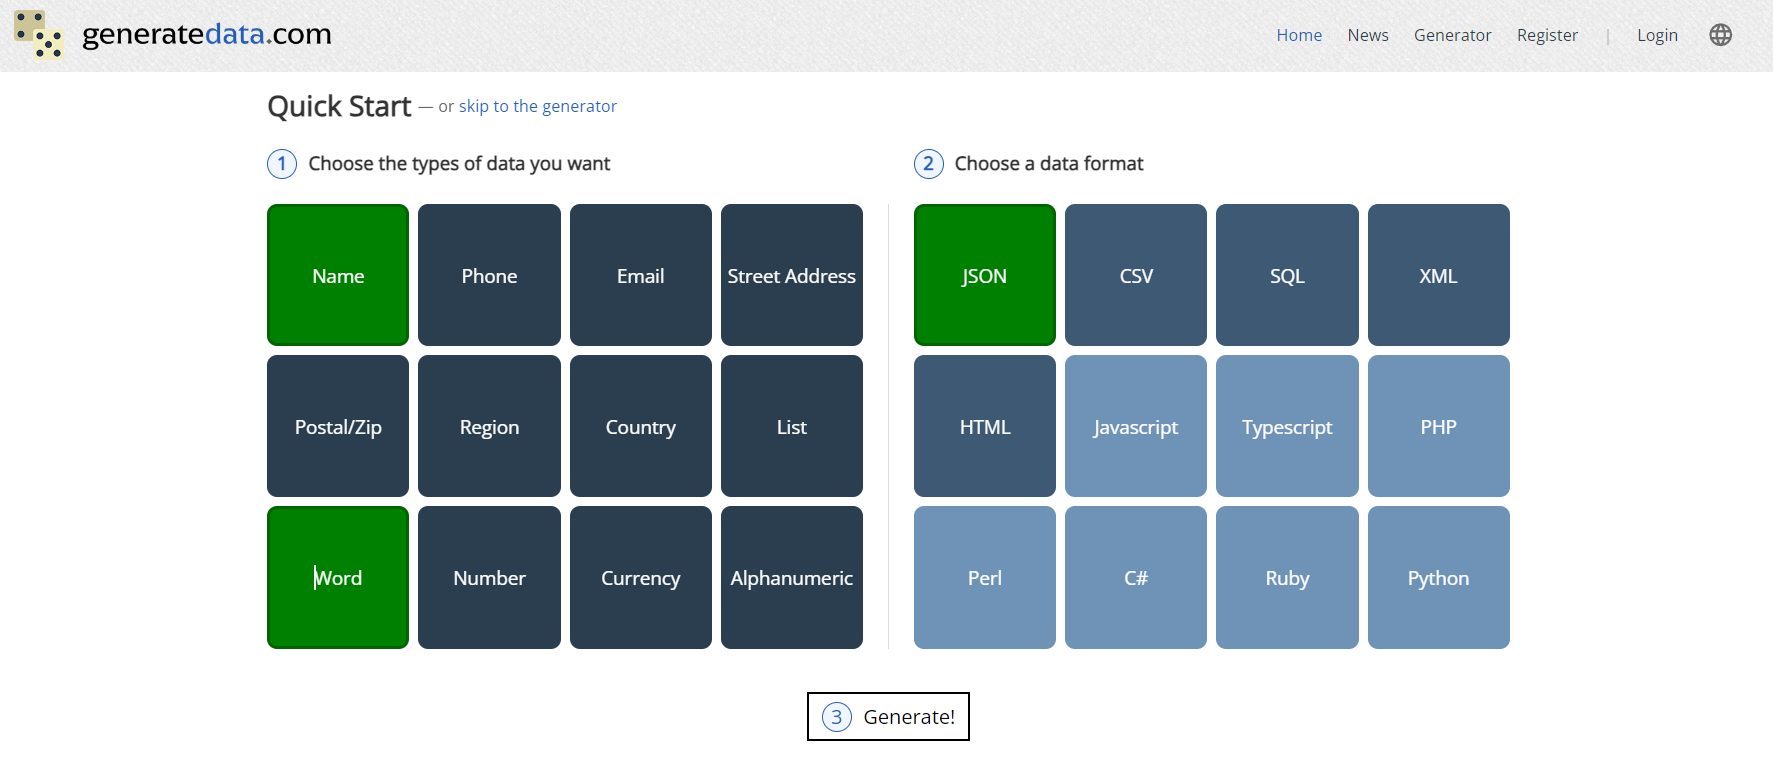 generatedata.com
Home News Generator Register | Login
Quick Start — or skip to the generator
1 Choose the types of data you want
Name Phone Email Street Address
Postal/Zip Region Country List
Word Number Currency Alphanumeric
2 Choose a data format
JSON CSV SQL XML
HTML Javascript Typescript PHP
Perl C# Ruby Python
3 Generate!